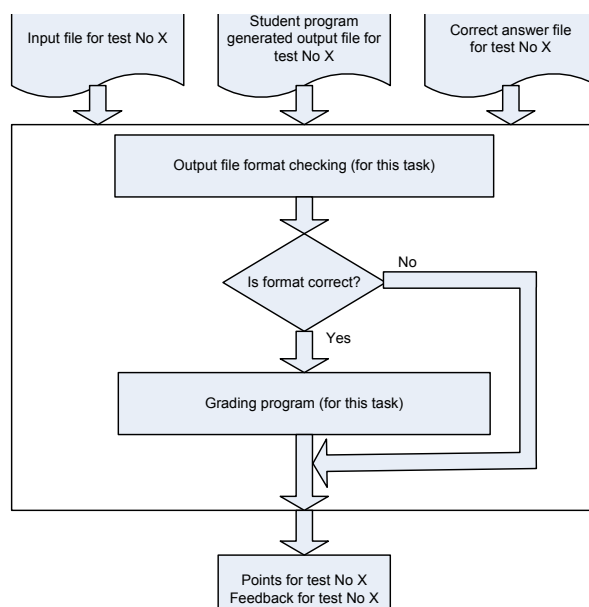 Input file for test No X
Student program
generated output file for
test No X
Correct answer file
for test No X
Output file format checking (for this task)
Is format correct?
No
Yes
Grading program (for this task)
Points for test No X
Feedback for test No X